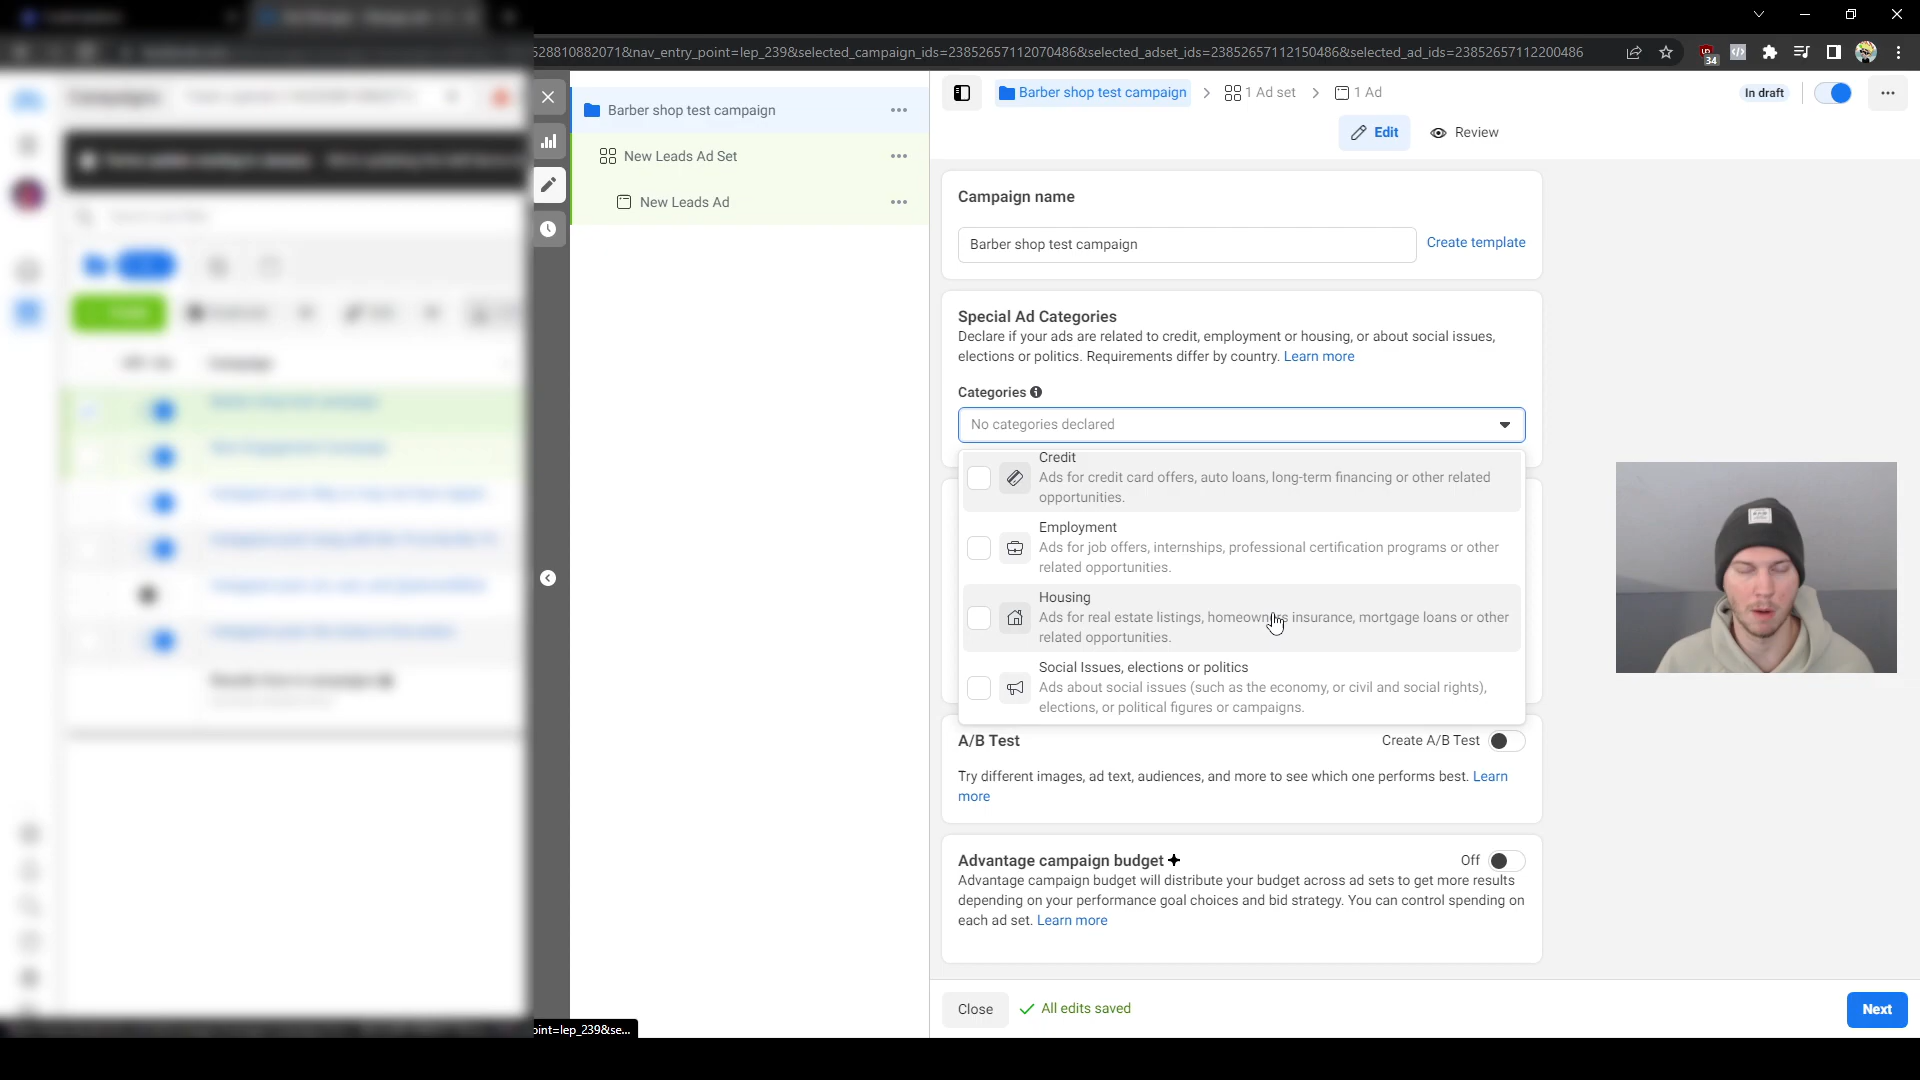 528810882071&nav_entry_point=lep_239&selected_campaign_ids=23852657112070486&selected_adset_ids=23852657112150486&selected_ad_ids=23852657112200486
34
Barber shop test campaign
New Leads Ad Set
New Leads Ad
Barber shop test campaign
1 Ad set
1 Ad
In draft
Edit
Review
Campaign name
Barber shop test campaign
Create template
Special Ad Categories
Declare if your ads are related to credit, employment or housing, or about social issues,
elections or politics. Requirements differ by country. Learn more
Categories
No categories declared
Credit
Ads for credit card offers, auto loans, long-term financing or other related
opportunities.
Employment
Ads for job offers, internships, professional certification programs or other
related opportunities.
Housing
Ads for real estate listings, homeowners insurance, mortgage loans or other
related opportunities.
Social Issues, elections or politics
Ads about social issues (such as the economy, or civil and social rights),
elections, or political figures or campaigns.
A/B Test
Create A/B Test
Try different images, ad text, audiences, and more to see which one performs best. Learn
more
Advantage campaign budget
Off
Advantage campaign budget will distribute your budget across ad sets to get more results
depending on your performance goal choices and bid strategy. You can control spending on
each ad set. Learn more
Close
All edits saved
Next
oint=lep_239&se...